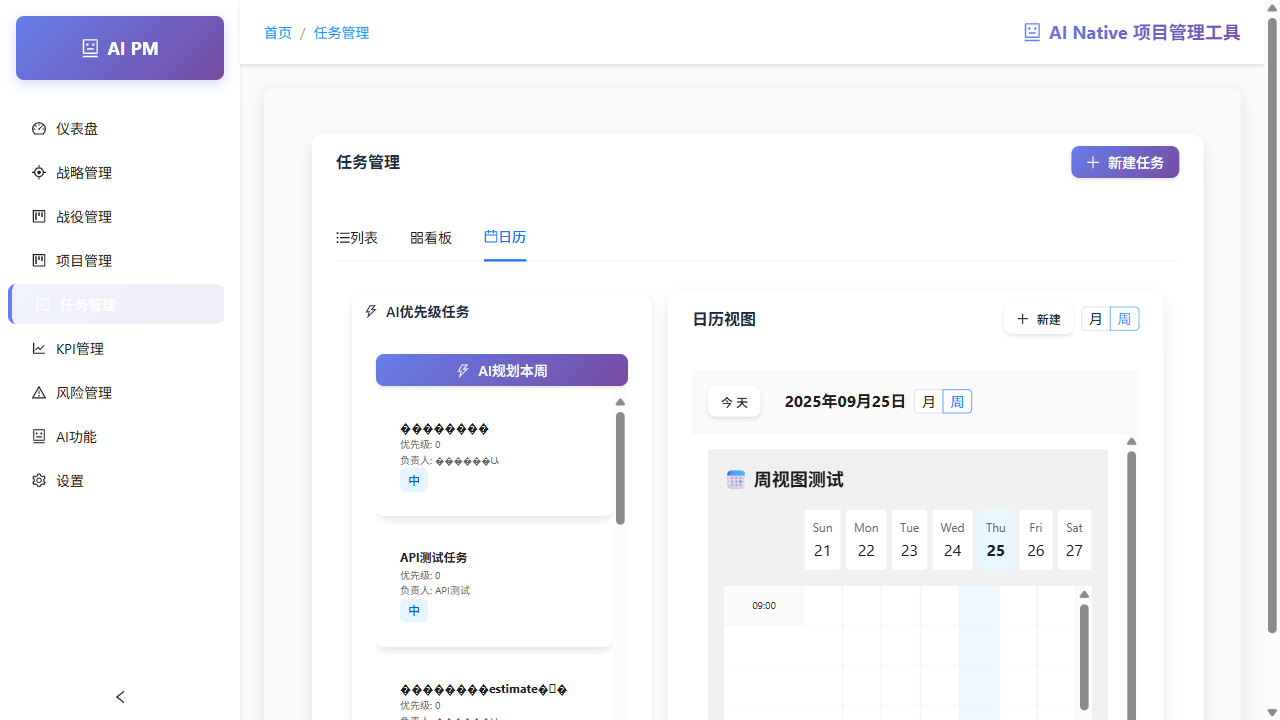 AI PM
首页 / 任务管理
AI Native 项目管理工具
仪表盘
战略管理
战役管理
项目管理
任务管理
KPI管理
风险管理
AI功能
设置
任务管理
新建任务
列表
看板
日历
AI优先级任务
AI规划本周
��������
优先级: 0
负责人: ������Ա
中
API测试任务
优先级: 0
负责人: API测试
中
��������estimate�
优先级: 0
日历视图
新建
月
周
今天
2025年09月25日
月
周
周视图测试
Sun Mon Tue Wed Thu Fri Sat
21 22 23 24 25 26 27
09:00